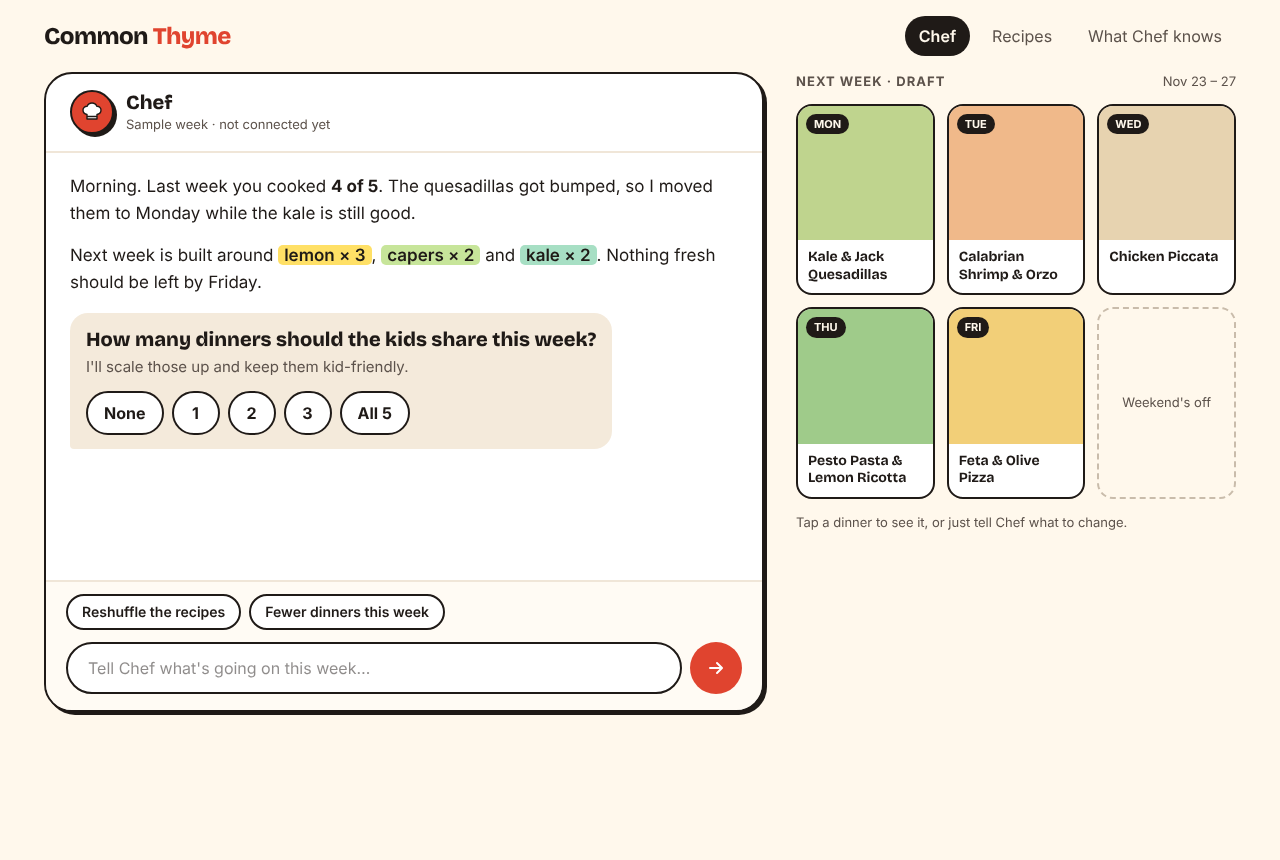 Common Thyme
Chef
Recipes
What Chef knows
Chef
Sample week · not connected yet
Morning. Last week you cooked 4 of 5. The quesadillas got bumped, so I moved
them to Monday while the kale is still good.
Next week is built around lemon × 3, capers × 2 and kale × 2. Nothing fresh
should be left by Friday.
How many dinners should the kids share this week?
I'll scale those up and keep them kid-friendly.
None
1
2
3
All 5
Reshuffle the recipes
Fewer dinners this week
Tell Chef what's going on this week...
NEXT WEEK · DRAFT
Nov 23 – 27
MON
Kale & Jack
Quesadillas
TUE
Calabrian
Shrimp & Orzo
WED
Chicken Piccata
THU
Pesto Pasta &
Lemon Ricotta
FRI
Feta & Olive
Pizza
Weekend's off
Tap a dinner to see it, or just tell Chef what to change.